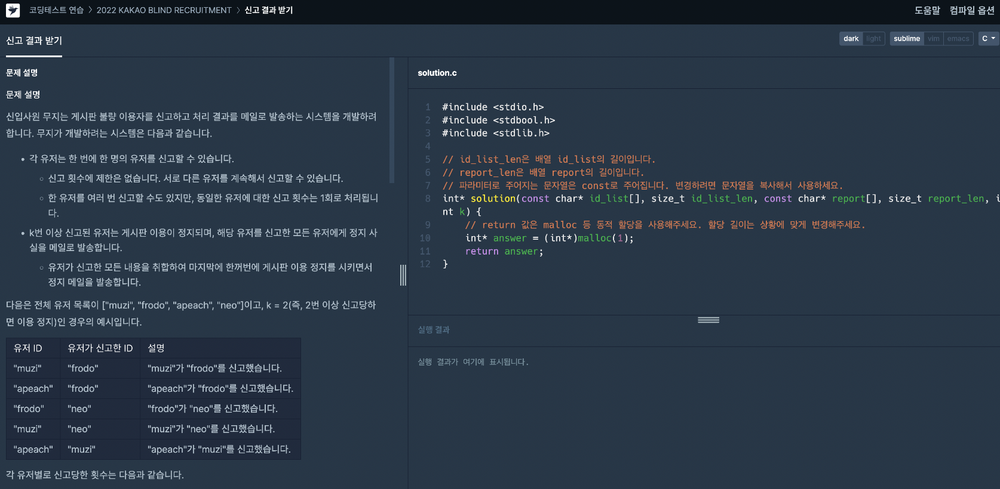 코딩테스트 연습 > 2022 KAKAO BLIND RECRUITMENT > 신고 결과 받기
도움말 컴파일 옵션
신고 결과 받기
dark light sublime vim emacs C
문제 설명
문제 설명
신입사원 무지는 게시판 불량 이용자를 신고하고 처리 결과를 메일로 발송하는 시스템을 개발하려
합니다. 무지가 개발하려는 시스템은 다음과 같습니다.
각 유저는 한 번에 한 명의 유저를 신고할 수 있습니다.
신고 횟수에 제한은 없습니다. 서로 다른 유저를 계속해서 신고할 수 있습니다.
한 유저를 여러 번 신고할 수도 있지만, 동일한 유저에 대한 신고 횟수는 1회로 처리됩니
다.
k번 이상 신고된 유저는 게시판 이용이 정지되며, 해당 유저를 신고한 모든 유저에게 정지 사
실을 메일로 발송합니다.
유저가 신고한 모든 내용을 취합하여 마지막에 한꺼번에 게시판 이용 정지를 시키면서
정지 메일을 발송합니다.
다음은 전체 유저 목록이 ["muzi", "frodo", "apeach", "neo"]이고, k = 2(즉, 2번 이상 신고당하
면 이용 정지)인 경우의 예시입니다.
유저 ID 유저가 신고한 ID 설명
"muzi" "frodo" "muzi"가 "frodo"를 신고했습니다.
"apeach" "frodo" "apeach"가 "frodo"를 신고했습니다.
"frodo" "neo" "frodo"가 "neo"를 신고했습니다.
"muzi" "neo" "muzi"가 "neo"를 신고했습니다.
"apeach" "muzi" "apeach"가 "muzi"를 신고했습니다.
각 유저별로 신고당한 횟수는 다음과 같습니다.
solution.c
1 #include <stdio.h>
2 #include <stdbool.h>
3 #include <stdlib.h>
4
5 // id_list_len은 배열 id_list의 길이입니다.
6 // report_len은 배열 report의 길이입니다.
7 // 파라미터로 주어지는 문자열은 const로 주어집니다. 변경하려면 문자열을 복사해서 사용하세요.
8 int* solution(const char* id_list[], size_t id_list_len, const char* report[], size_t report_len, i
nt k) {
9 // return 값은 malloc 등 동적 할당을 사용해주세요. 할당 길이는 상황에 맞게 변경해주세요.
10 int* answer = (int*)malloc(1);
11 return answer;
12 }
실행 결과
실행 결과가 여기에 표시됩니다.